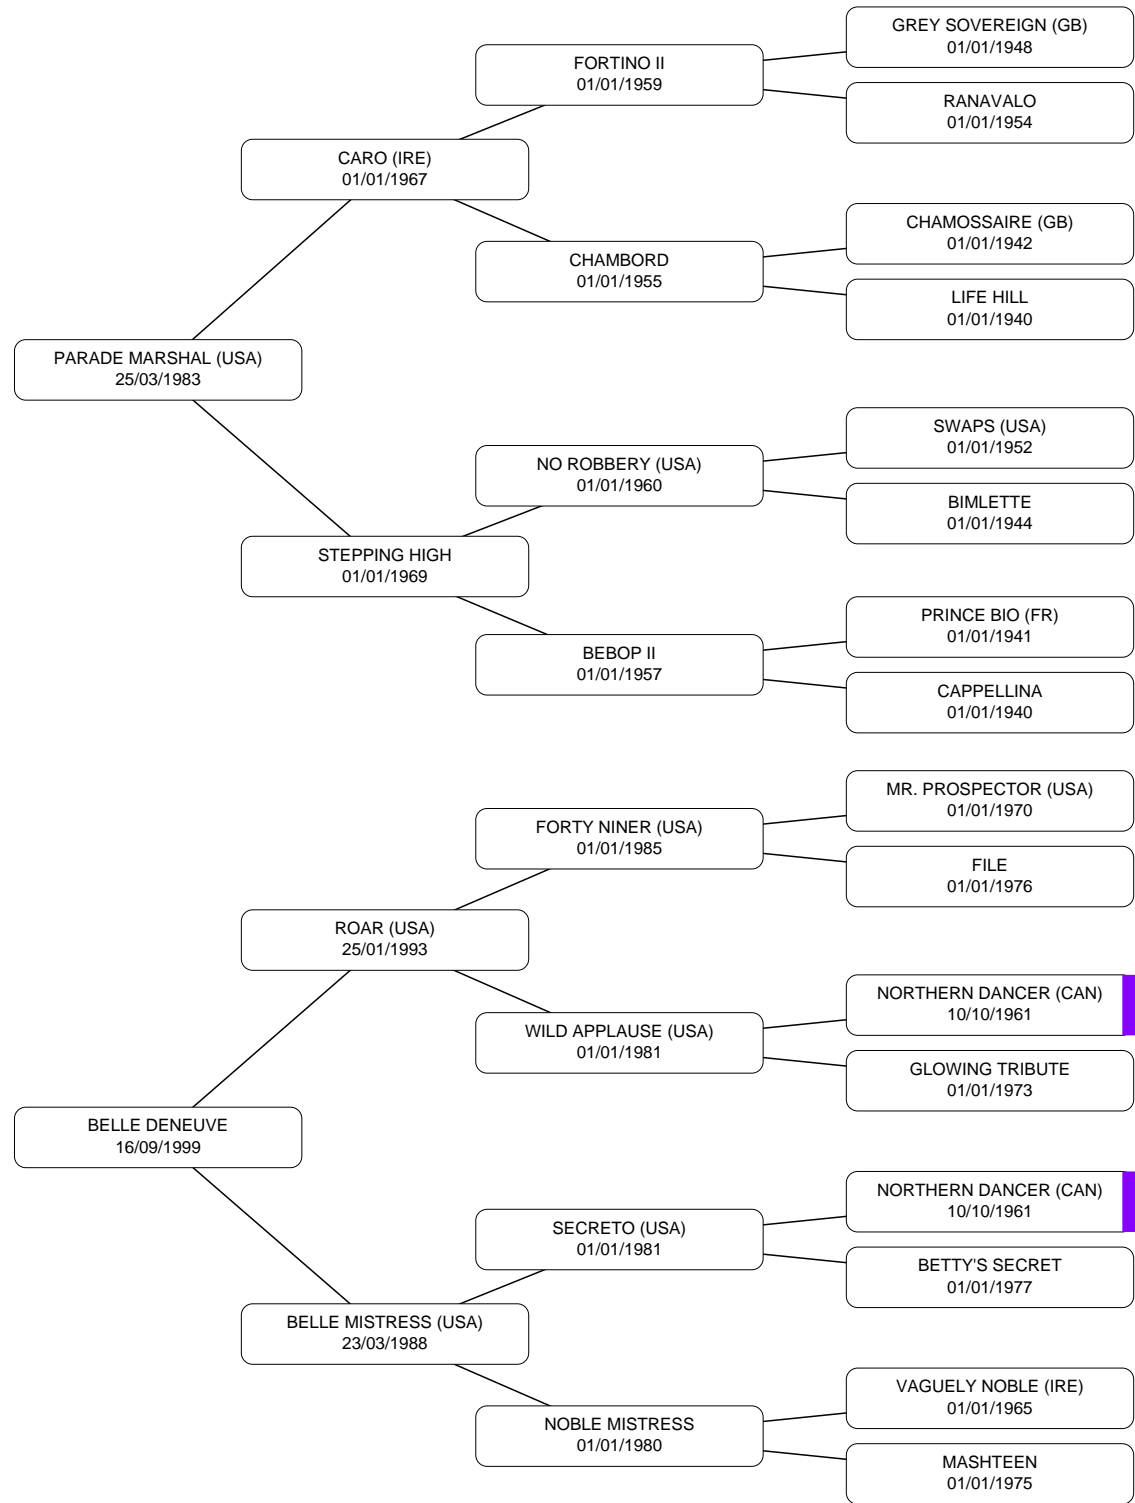 GREY SOVEREIGN (GB)
01/01/1948
FORTINO II
01/01/1959
RANAVALO
01/01/1954
CARO (IRE)
01/01/1967
CHAMOSSAIRE (GB)
01/01/1942
CHAMBORD
01/01/1955
LIFE HILL
01/01/1940
PARADE MARSHAL (USA)
25/03/1983
SWAPS (USA)
01/01/1952
NO ROBBERY (USA)
01/01/1960
BIMLETTE
01/01/1944
STEPPING HIGH
01/01/1969
PRINCE BIO (FR)
01/01/1941
BEBOP II
01/01/1957
CAPPELLINA
01/01/1940
MR. PROSPECTOR (USA)
01/01/1970
FORTY NINER (USA)
01/01/1985
FILE
01/01/1976
ROAR (USA)
25/01/1993
NORTHERN DANCER (CAN)
10/10/1961
WILD APPLAUSE (USA)
01/01/1981
GLOWING TRIBUTE
01/01/1973
BELLE DENEUVE
16/09/1999
NORTHERN DANCER (CAN)
10/10/1961
SECRETO (USA)
01/01/1981
BETTY'S SECRET
01/01/1977
BELLE MISTRESS (USA)
23/03/1988
VAGUELY NOBLE (IRE)
01/01/1965
NOBLE MISTRESS
01/01/1980
MASHTEEN
01/01/1975